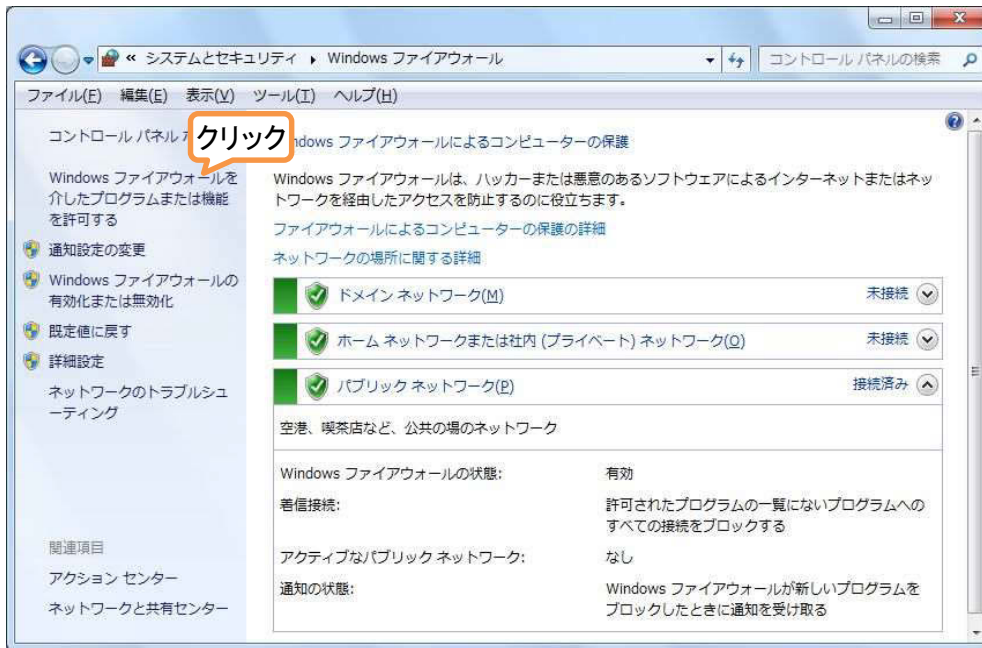 « システムとセキュリティ ▸ Windows ファイアウォール
コントロール パネルの検索
ファイル(F) 編集(E) 表示(V) ツール(T) ヘルプ(H)
コントロール パネル
クリック
Windows ファイアウォールを
介したプログラムまたは機能
を許可する
通知設定の変更
Windows ファイアウォールの
有効化または無効化
既定値に戻す
詳細設定
ネットワークのトラブルシュ
ーティング
関連項目
アクション センター
ネットワークと共有センター
indows ファイアウォールによるコンピューターの保護
Windows ファイアウォールは、ハッカーまたは悪意のあるソフトウェアによるインターネットまたはネッ
トワークを経由したアクセスを防止するのに役立ちます。
ファイアウォールによるコンピューターの保護の詳細
ネットワークの場所に関する詳細
ドメイン ネットワーク(M) 未接続
ホーム ネットワークまたは社内 (プライベート) ネットワーク(O) 未接続
パブリック ネットワーク(P) 接続済み
空港、喫茶店など、公共の場のネットワーク
Windows ファイアウォールの状態: 有効
着信接続: 許可されたプログラムの一覧にないプログラムへの
すべての接続をブロックする
アクティブなパブリック ネットワーク: なし
通知の状態: Windows ファイアウォールが新しいプログラムを
ブロックしたときに通知を受け取る